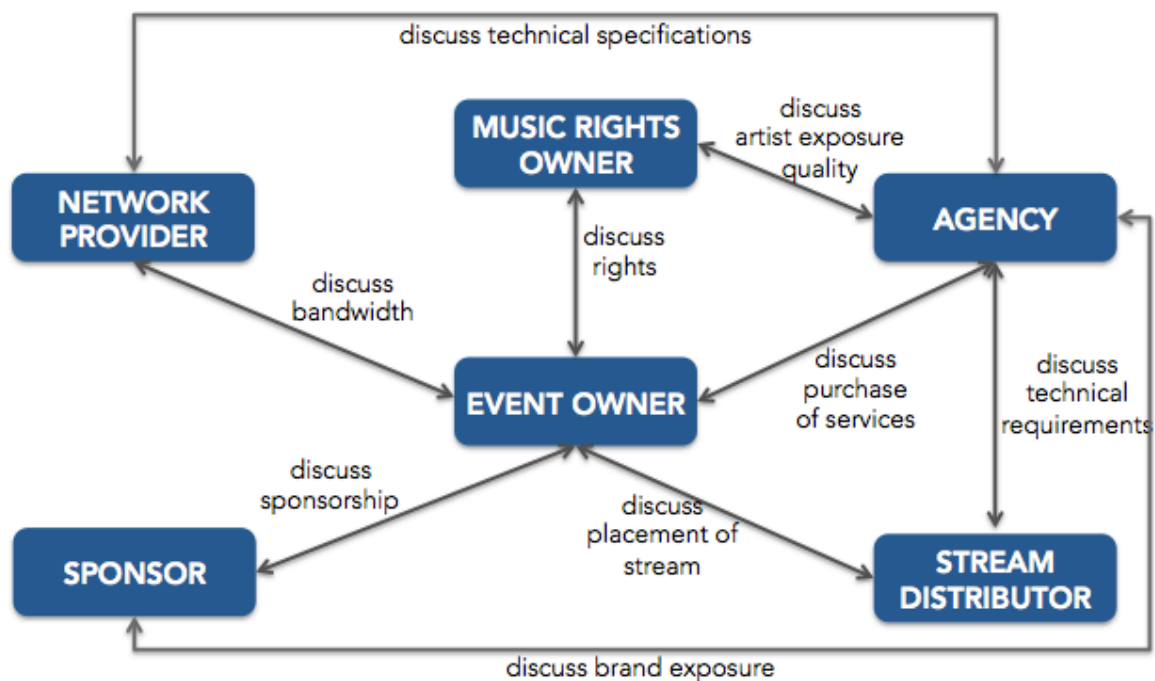 discuss technical specifications
MUSIC RIGHTS
OWNER
discuss
artist exposure
quality
NETWORK
PROVIDER
AGENCY
discuss
rights
discuss
bandwidth
EVENT OWNER
discuss
purchase
of services
discuss
technical
requirements
discuss
sponsorship
discuss
placement of
stream
SPONSOR
STREAM
DISTRIBUTOR
discuss brand exposure